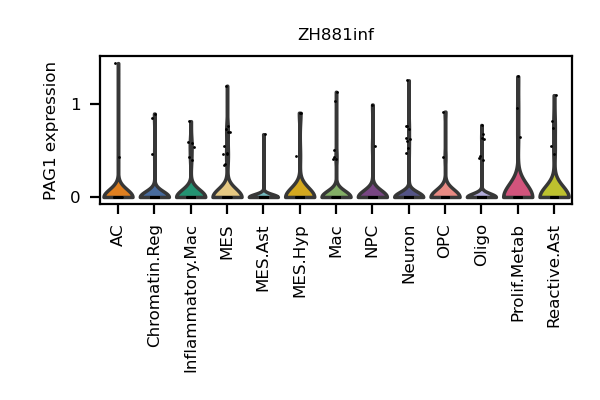 ZH881inf
PAG1 expression
1
0
AC
Chromatin.Reg
Inflammatory.Mac
MES
MES.Ast
MES.Hyp
Mac
NPC
Neuron
OPC
Oligo
Prolif.Metab
Reactive.Ast